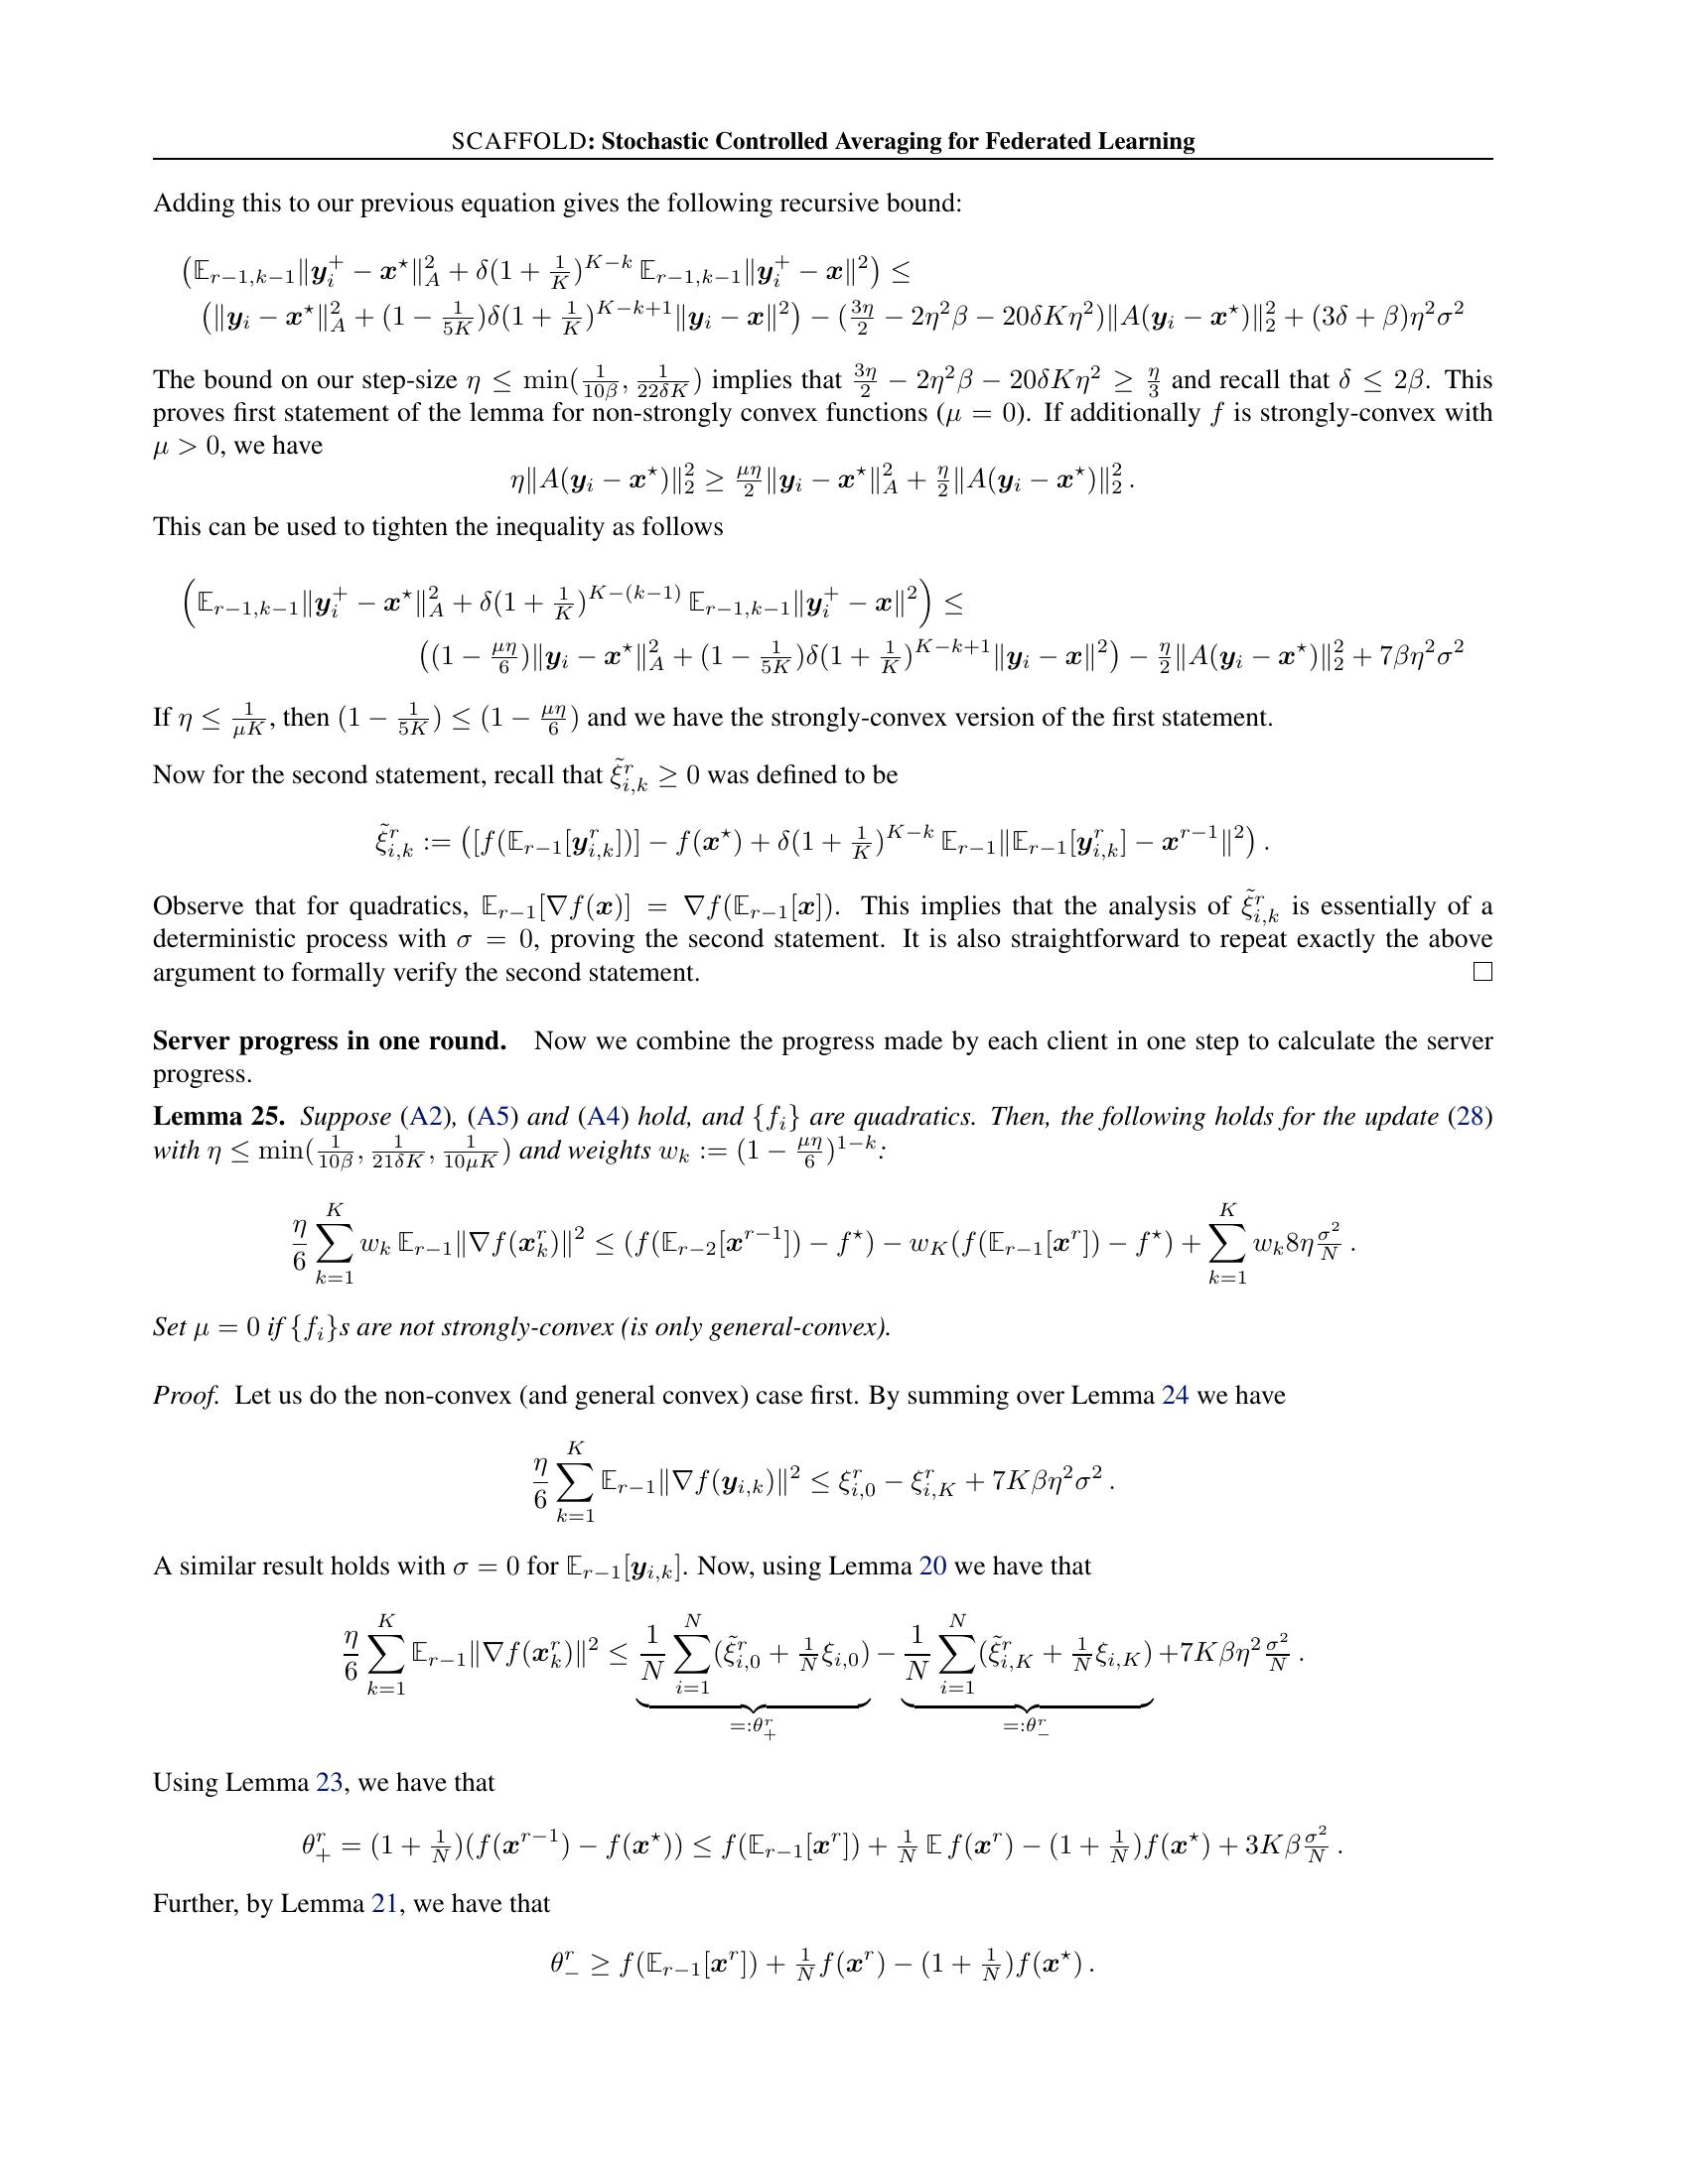 SCAFFOLD: Stochastic Controlled Averaging for Federated Learning
Adding this to our previous equation gives the following recursive bound:
$\left(\mathbb{E}_{r-1,k-1}\|\boldsymbol{y}_i^+ - \boldsymbol{x}^\star\|_A^2 + \delta(1+\frac{1}{K})^{K-k}\,\mathbb{E}_{r-1,k-1}\|\boldsymbol{y}_i^+ - \boldsymbol{x}\|^2\right) \leq$
$\left(\|\boldsymbol{y}_i - \boldsymbol{x}^\star\|_A^2 + (1-\frac{1}{5K})\delta(1+\frac{1}{K})^{K-k+1}\|\boldsymbol{y}_i - \boldsymbol{x}\|^2\right) - (\frac{3\eta}{2} - 2\eta^2\beta - 20\delta K\eta^2)\|A(\boldsymbol{y}_i - \boldsymbol{x}^\star)\|_2^2 + (3\delta+\beta)\eta^2\sigma^2$
The bound on our step-size $\eta \leq \min(\frac{1}{10\beta}, \frac{1}{22\delta K})$ implies that $\frac{3\eta}{2} - 2\eta^2\beta - 20\delta K\eta^2 \geq \frac{\eta}{3}$ and recall that $\delta \leq 2\beta$. This
proves first statement of the lemma for non-strongly convex functions ($\mu = 0$). If additionally $f$ is strongly-convex with
$\mu > 0$, we have
$\eta\|A(\boldsymbol{y}_i - \boldsymbol{x}^\star)\|_2^2 \geq \frac{\mu\eta}{2}\|\boldsymbol{y}_i - \boldsymbol{x}^\star\|_A^2 + \frac{\eta}{2}\|A(\boldsymbol{y}_i - \boldsymbol{x}^\star)\|_2^2\,.$
This can be used to tighten the inequality as follows
$\left(\mathbb{E}_{r-1,k-1}\|\boldsymbol{y}_i^+ - \boldsymbol{x}^\star\|_A^2 + \delta(1+\frac{1}{K})^{K-(k-1)}\,\mathbb{E}_{r-1,k-1}\|\boldsymbol{y}_i^+ - \boldsymbol{x}\|^2\right) \leq$
$\left((1-\frac{\mu\eta}{6})\|\boldsymbol{y}_i - \boldsymbol{x}^\star\|_A^2 + (1-\frac{1}{5K})\delta(1+\frac{1}{K})^{K-k+1}\|\boldsymbol{y}_i - \boldsymbol{x}\|^2\right) - \frac{\eta}{2}\|A(\boldsymbol{y}_i - \boldsymbol{x}^\star)\|_2^2 + 7\beta\eta^2\sigma^2$
If $\eta \leq \frac{1}{\mu K}$, then $(1-\frac{1}{5K}) \leq (1-\frac{\mu\eta}{6})$ and we have the strongly-convex version of the first statement.
Now for the second statement, recall that $\tilde{\xi}_{i,k}^r \geq 0$ was defined to be
$\tilde{\xi}_{i,k}^r := \left([f(\mathbb{E}_{r-1}[\boldsymbol{y}_{i,k}^r])] - f(\boldsymbol{x}^\star) + \delta(1+\frac{1}{K})^{K-k}\,\mathbb{E}_{r-1}\|\mathbb{E}_{r-1}[\boldsymbol{y}_{i,k}^r] - \boldsymbol{x}^{r-1}\|^2\right).$
Observe that for quadratics, $\mathbb{E}_{r-1}[\nabla f(\boldsymbol{x})] = \nabla f(\mathbb{E}_{r-1}[\boldsymbol{x}])$. This implies that the analysis of $\tilde{\xi}_{i,k}^r$ is essentially of a
deterministic process with $\sigma = 0$, proving the second statement. It is also straightforward to repeat exactly the above
argument to formally verify the second statement. □
Server progress in one round. Now we combine the progress made by each client in one step to calculate the server
progress.
Lemma 25. Suppose (A2), (A5) and (A4) hold, and $\{f_i\}$ are quadratics. Then, the following holds for the update (28)
with $\eta \leq \min(\frac{1}{10\beta}, \frac{1}{21\delta K}, \frac{1}{10\mu K})$ and weights $w_k := (1-\frac{\mu\eta}{6})^{1-k}$:
$\frac{\eta}{6}\sum_{k=1}^{K} w_k\,\mathbb{E}_{r-1}\|\nabla f(\boldsymbol{x}_k^r)\|^2 \leq (f(\mathbb{E}_{r-2}[\boldsymbol{x}^{r-1}]) - f^\star) - w_K(f(\mathbb{E}_{r-1}[\boldsymbol{x}^r]) - f^\star) + \sum_{k=1}^{K} w_k 8\eta\frac{\sigma^2}{N}\,.$
Set $\mu = 0$ if $\{f_i\}$s are not strongly-convex (is only general-convex).
Proof. Let us do the non-convex (and general convex) case first. By summing over Lemma 24 we have
$\frac{\eta}{6}\sum_{k=1}^{K}\mathbb{E}_{r-1}\|\nabla f(\boldsymbol{y}_{i,k})\|^2 \leq \xi_{i,0}^r - \xi_{i,K}^r + 7K\beta\eta^2\sigma^2\,.$
A similar result holds with $\sigma = 0$ for $\mathbb{E}_{r-1}[\boldsymbol{y}_{i,k}]$. Now, using Lemma 20 we have that
$\frac{\eta}{6}\sum_{k=1}^{K}\mathbb{E}_{r-1}\|\nabla f(\boldsymbol{x}_k^r)\|^2 \leq \underbrace{\frac{1}{N}\sum_{i=1}^{N}(\tilde{\xi}_{i,0}^r + \frac{1}{N}\xi_{i,0})}_{=:\theta_+^r} - \underbrace{\frac{1}{N}\sum_{i=1}^{N}(\tilde{\xi}_{i,K}^r + \frac{1}{N}\xi_{i,K})}_{=:\theta_-^r} + 7K\beta\eta^2\frac{\sigma^2}{N}\,.$
Using Lemma 23, we have that
$\theta_+^r = (1+\frac{1}{N})(f(\boldsymbol{x}^{r-1}) - f(\boldsymbol{x}^\star)) \leq f(\mathbb{E}_{r-1}[\boldsymbol{x}^r]) + \frac{1}{N}\,\mathbb{E}\,f(\boldsymbol{x}^r) - (1+\frac{1}{N})f(\boldsymbol{x}^\star) + 3K\beta\frac{\sigma^2}{N}\,.$
Further, by Lemma 21, we have that
$\theta_-^r \geq f(\mathbb{E}_{r-1}[\boldsymbol{x}^r]) + \frac{1}{N}f(\boldsymbol{x}^r) - (1+\frac{1}{N})f(\boldsymbol{x}^\star)\,.$